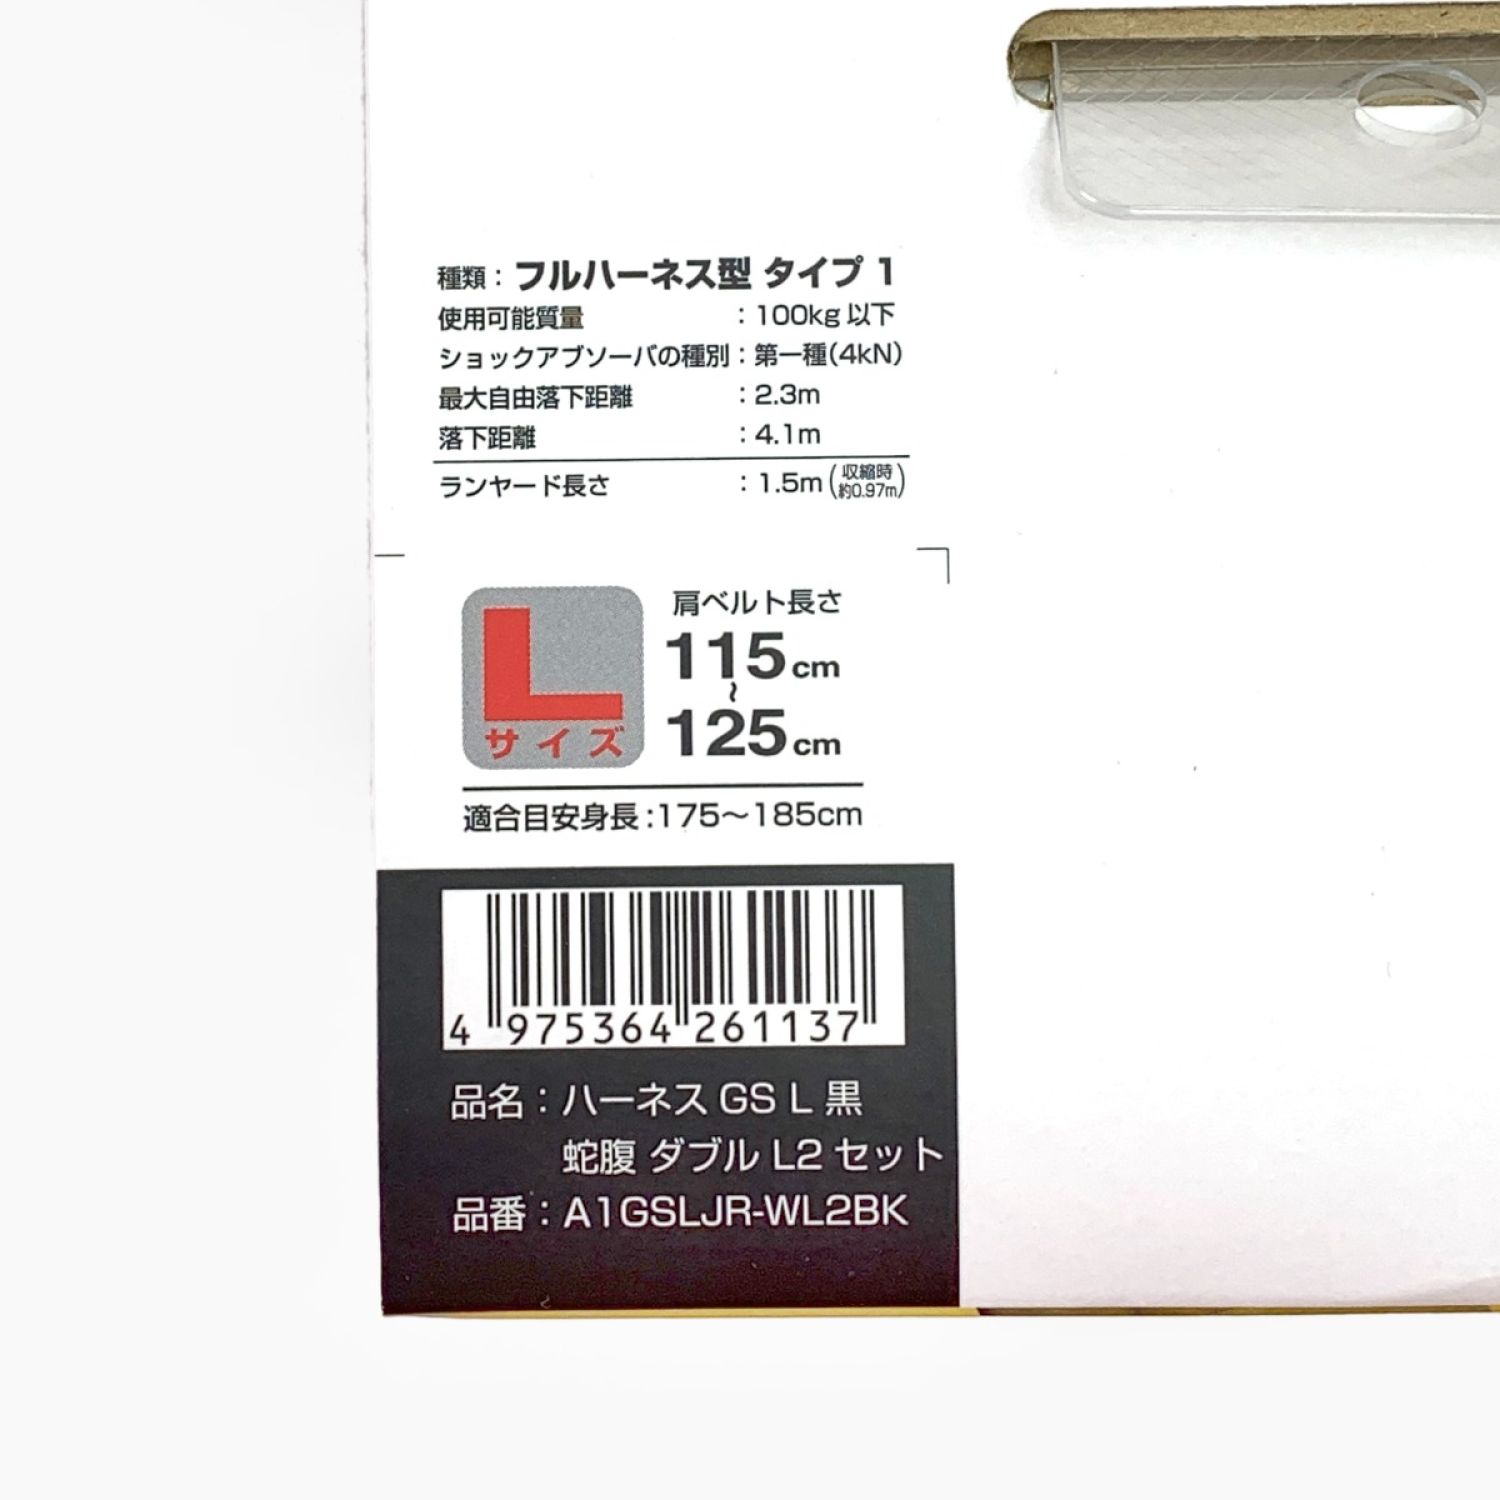 種類：フルハーネス型 タイプ 1
使用可能質量：100kg 以下
ショックアブソーバの種別：第一種(4kN)
最大自由落下距離：2.3m
落下距離：4.1m
ランヤード長さ：1.5m (収縮時 約0.97m)
L
サイズ
肩ベルト長さ
115cm
〜
125cm
適合目安身長:175〜185cm
4 975364 261137
品名：ハーネス GS L 黒
蛇腹 ダブル L2 セット
品番：A1GSLJR-WL2BK